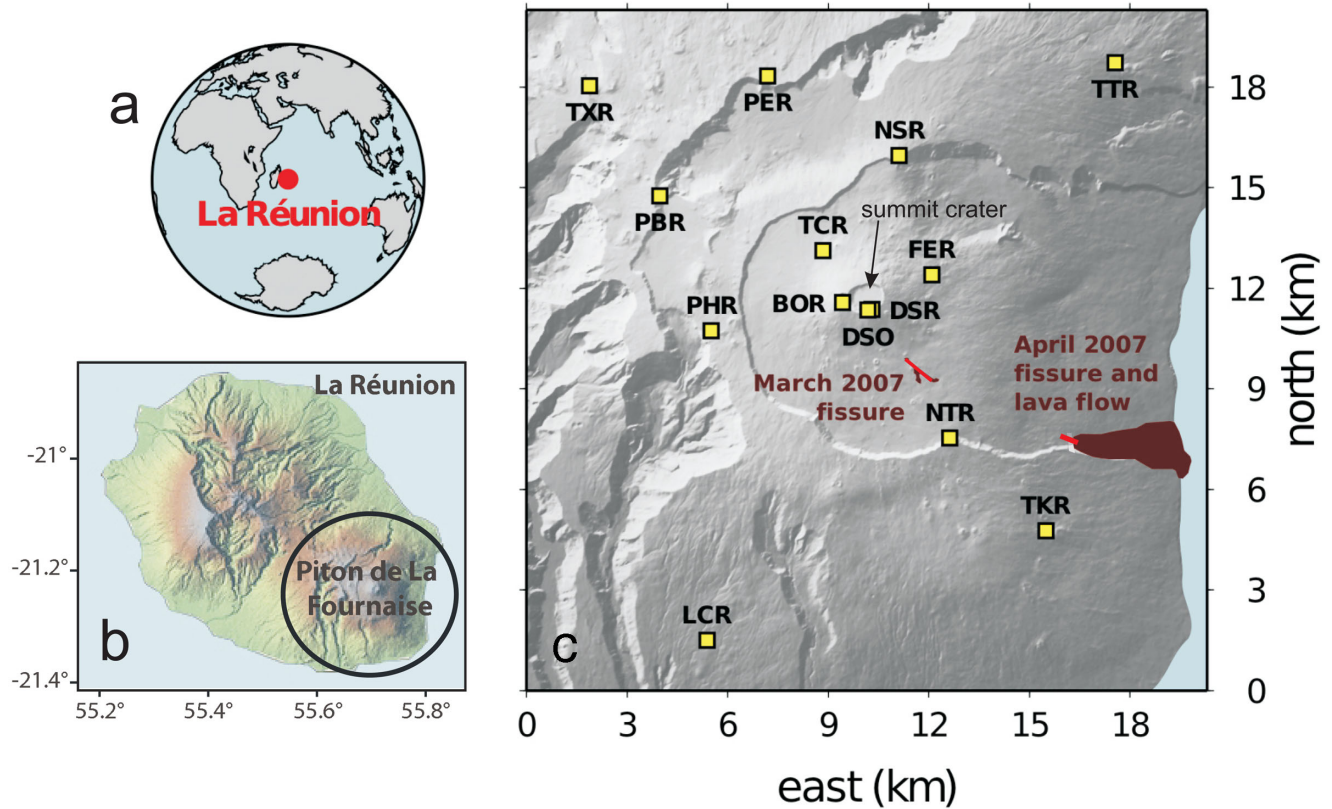 a
La Réunion
La Réunion
-21°
-21.2°
-21.4°
Piton de La
Fournaise
b
55.2°
55.4°
55.6°
55.8°
TXR
PER
TTR
NSR
PBR
summit crater
TCR
FER
BOR
DSR
PHR
DSO
April 2007
fissure and
lava flow
March 2007
fissure
NTR
TKR
LCR
c
18
15
12
9
6
3
0
north (km)
0
3
6
9
12
15
18
east (km)